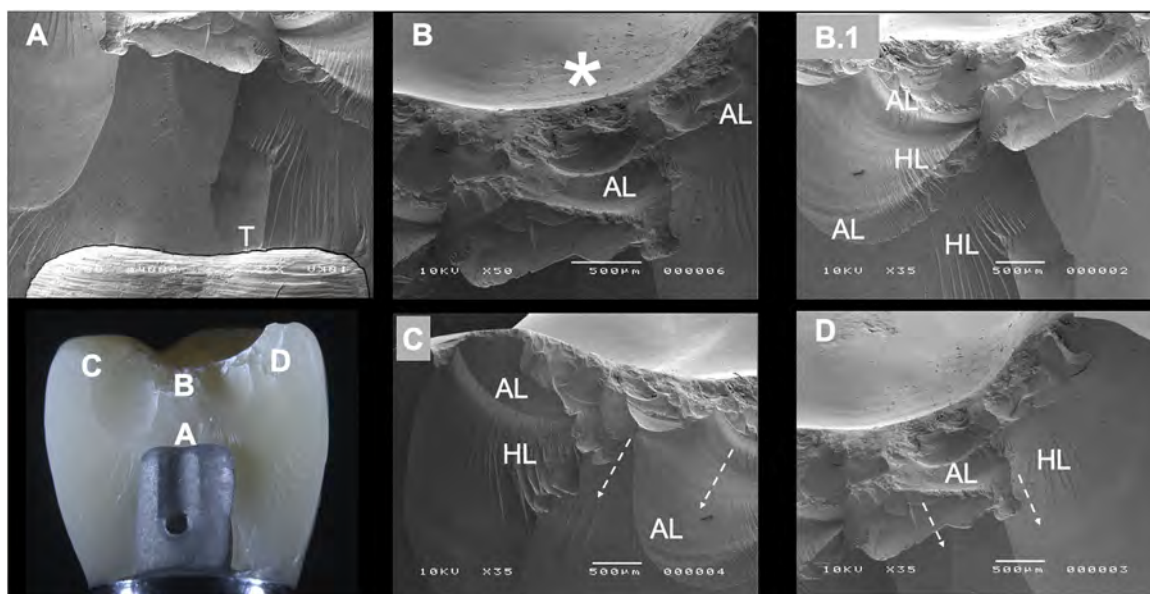 A
T
B
*
AL
AL
10KV X50 500μm 000006
B.1
AL
HL
AL
HL
10KV X35 500μm 000002
C
B
D
A
C
AL
HL
AL
10KV X35 500μm 000004
D
AL
HL
10KV X35 500μm 000003